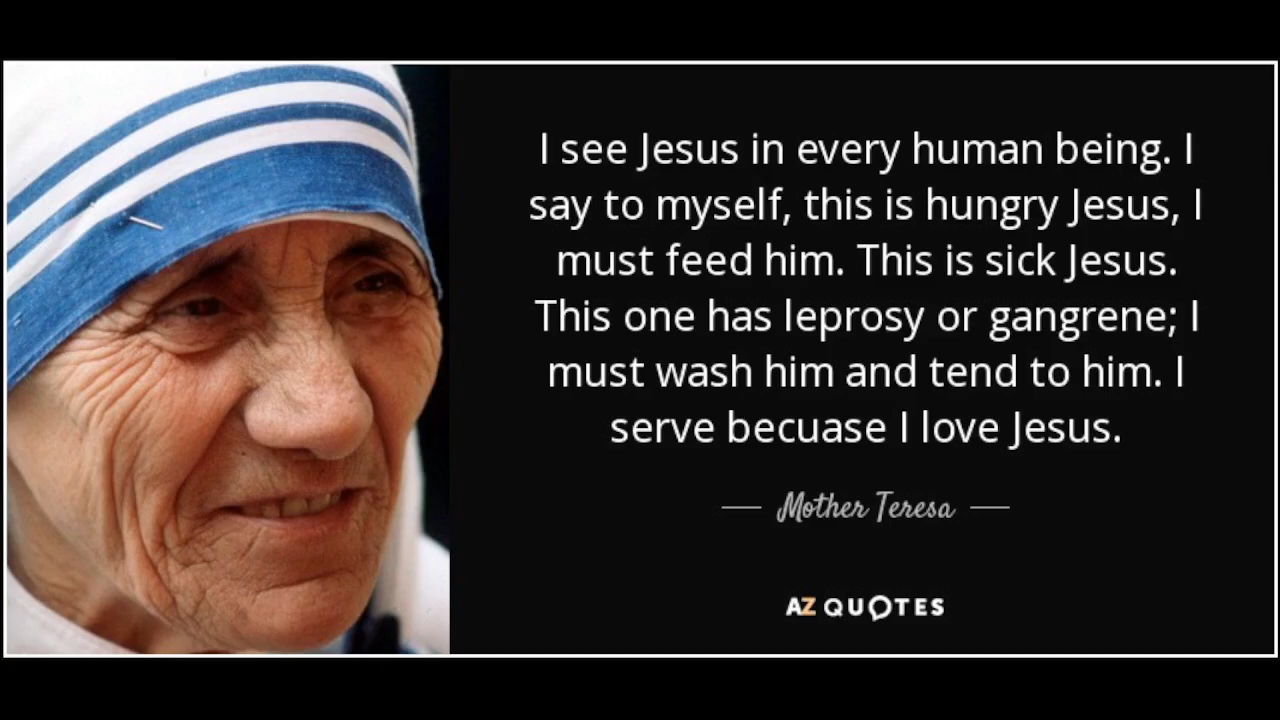 I see Jesus in every human being. I
say to myself, this is hungry Jesus, I
must feed him. This is sick Jesus.
This one has leprosy or gangrene; I
must wash him and tend to him. I
serve becuase I love Jesus.
Mother Teresa
AZ QUOTES